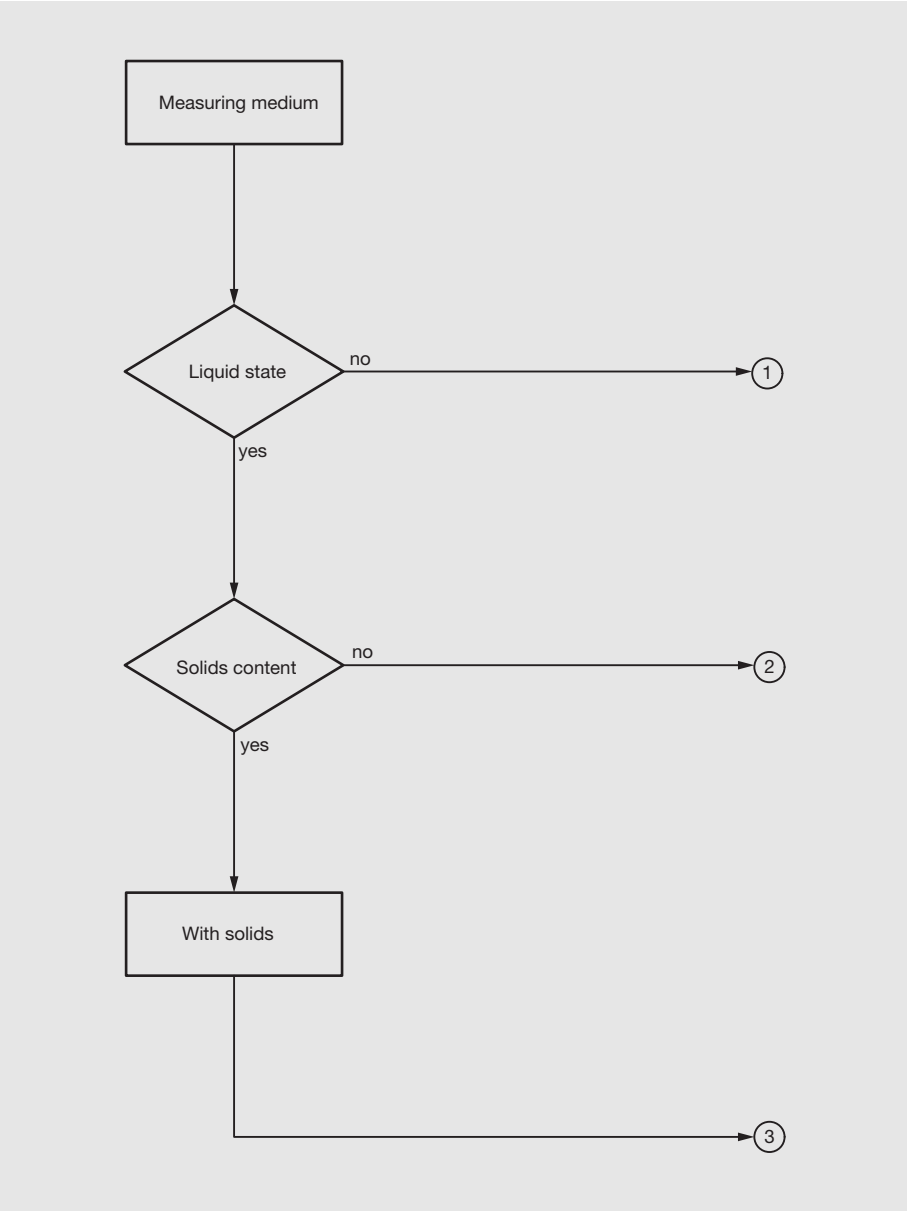 Measuring medium
Liquid state
no
1
yes
Solids content
no
2
yes
With solids
3